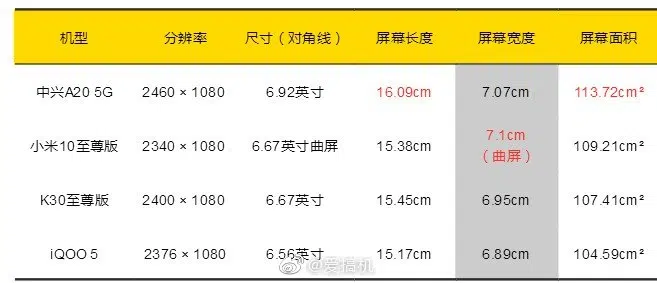 机型 分辨率 尺寸（对角线） 屏幕长度 屏幕宽度 屏幕面积
中兴A20 5G 2460 × 1080 6.92英寸 16.09cm 7.07cm 113.72cm²
小米10至尊版 2340 × 1080 6.67英寸曲屏 15.38cm 7.1cm（曲屏） 109.21cm²
K30至尊版 2400 × 1080 6.67英寸 15.45cm 6.95cm 107.41cm²
iQOO 5 2376 × 1080 6.56英寸 15.17cm 6.89cm 104.59cm²
@爱搞机